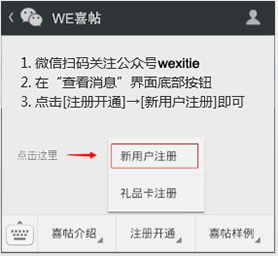 WE喜帖
1. 微信扫码关注公众号wexitie
2. 在“查看消息”界面底部按钮
3. 点击[注册开通]→[新用户注册]即可
点击这里
新用户注册
礼品卡注册
喜帖介绍 注册开通 喜帖样例